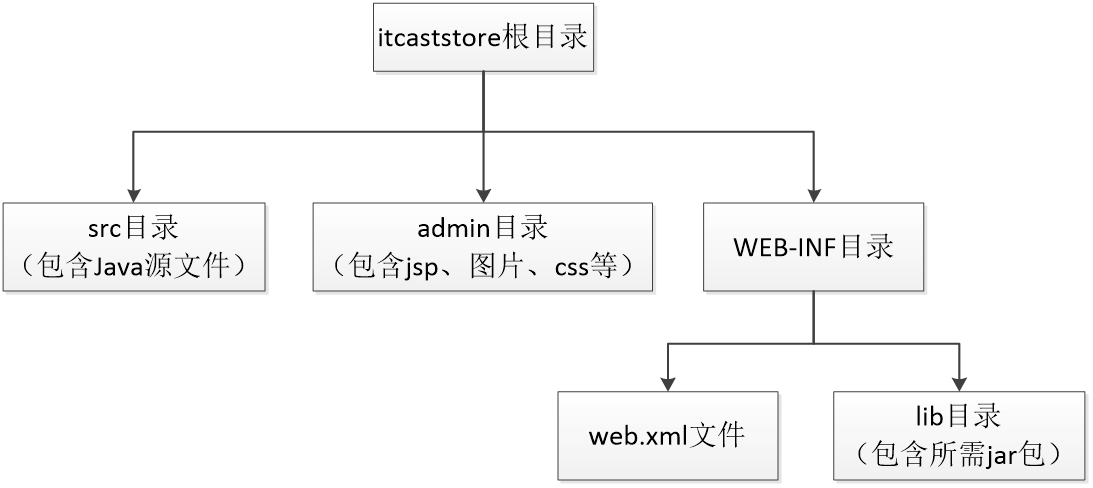 itcaststore根目录
src目录
（包含Java源文件）
admin目录
（包含jsp、图片、css等）
WEB-INF目录
web.xml文件
lib目录
（包含所需jar包）